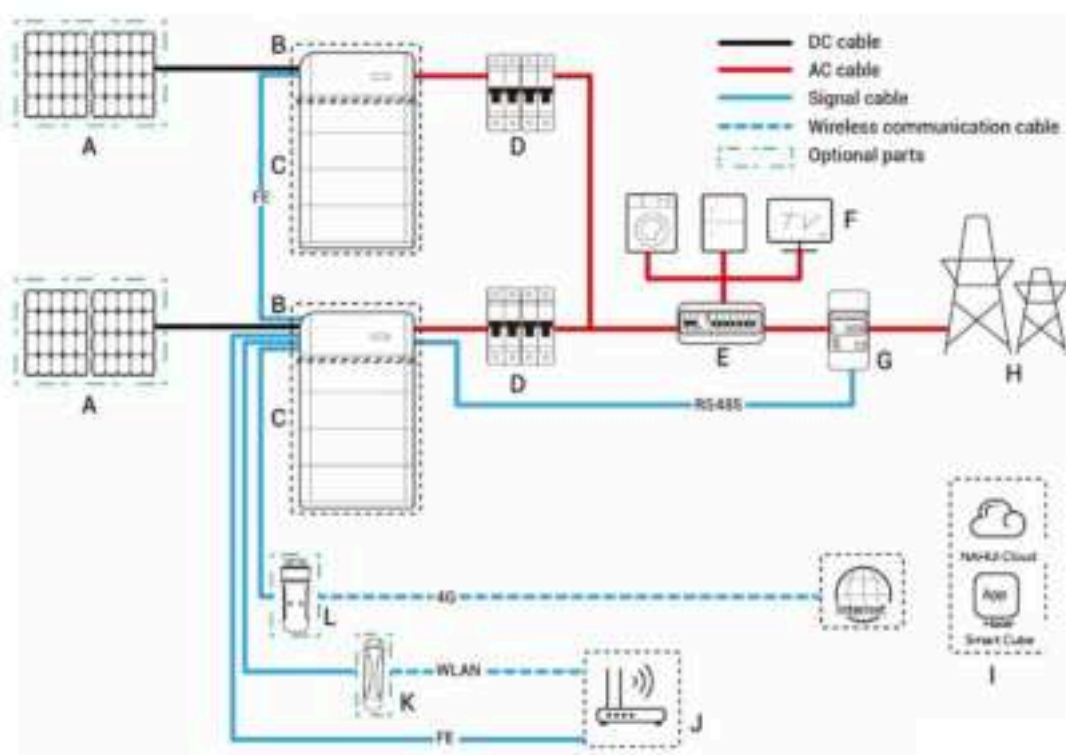 DC cable
AC cable
Signal cable
Wireless communication cable
Optional parts
A
B
C
D
FE
F
TV
A
B
C
D
E
G
H
RS485
NAHUI Cloud
App
Smart Cube
I
L
4G
Internet
K
WLAN
J
FE